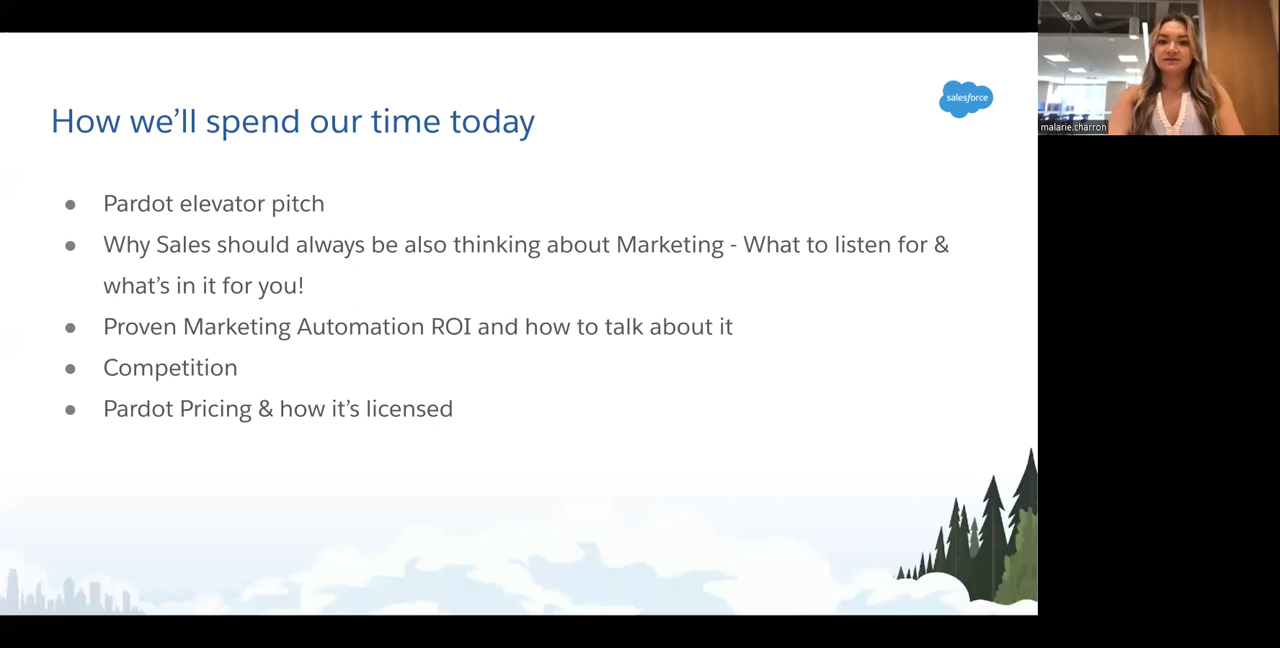 How we'll spend our time today
salesforce
malarie.charron
● Pardot elevator pitch
● Why Sales should always be also thinking about Marketing - What to listen for &
what's in it for you!
● Proven Marketing Automation ROI and how to talk about it
● Competition
● Pardot Pricing & how it's licensed